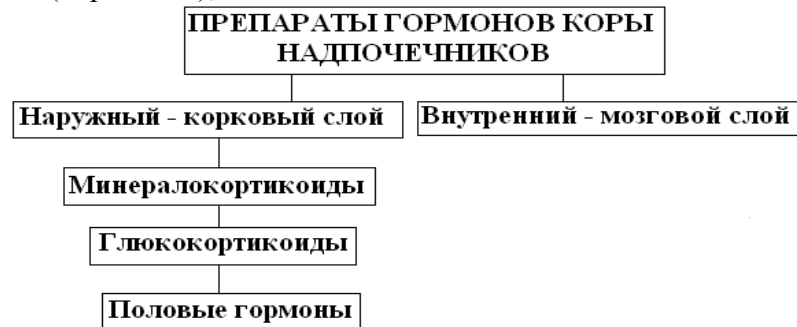 ПРЕПАРАТЫ ГОРМОНОВ КОРЫ
НАДПОЧЕЧНИКОВ
Наружный - корковый слой
Внутренний - мозговой слой
Минералокортикоиды
Глюкокортикоиды
Половые гормоны